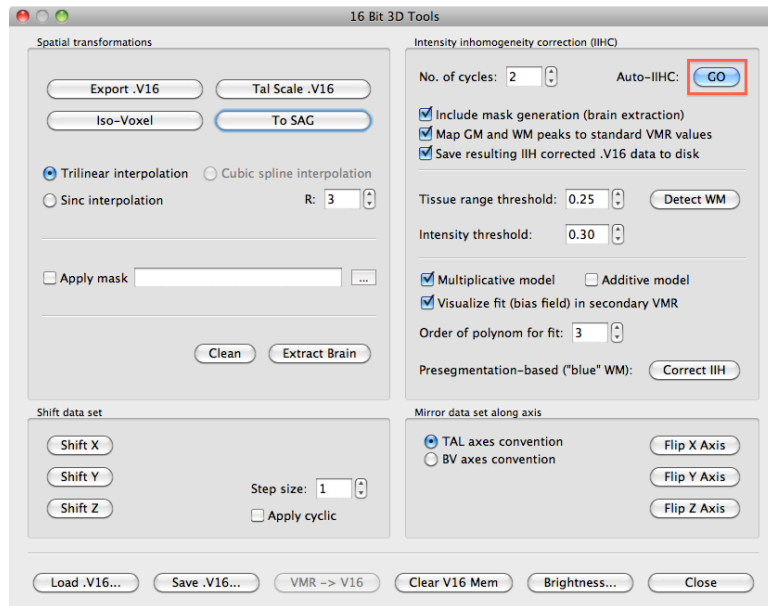 16 Bit 3D Tools
Spatial transformations
Export .V16
Tal Scale .V16
Iso-Voxel
To SAG
Trilinear interpolation
Cubic spline interpolation
Sinc interpolation
R: 3
Apply mask
...
Clean
Extract Brain
Intensity inhomogeneity correction (IIHC)
No. of cycles: 2
Auto-IIHC:
GO
Include mask generation (brain extraction)
Map GM and WM peaks to standard VMR values
Save resulting IIH corrected .V16 data to disk
Tissue range threshold: 0.25
Detect WM
Intensity threshold: 0.30
Multiplicative model
Additive model
Visualize fit (bias field) in secondary VMR
Order of polynom for fit: 3
Presegmentation-based ("blue" WM):
Correct IIH
Shift data set
Shift X
Shift Y
Shift Z
Step size: 1
Apply cyclic
Mirror data set along axis
TAL axes convention
BV axes convention
Flip X Axis
Flip Y Axis
Flip Z Axis
Load .V16...
Save .V16...
VMR -> V16
Clear V16 Mem
Brightness...
Close